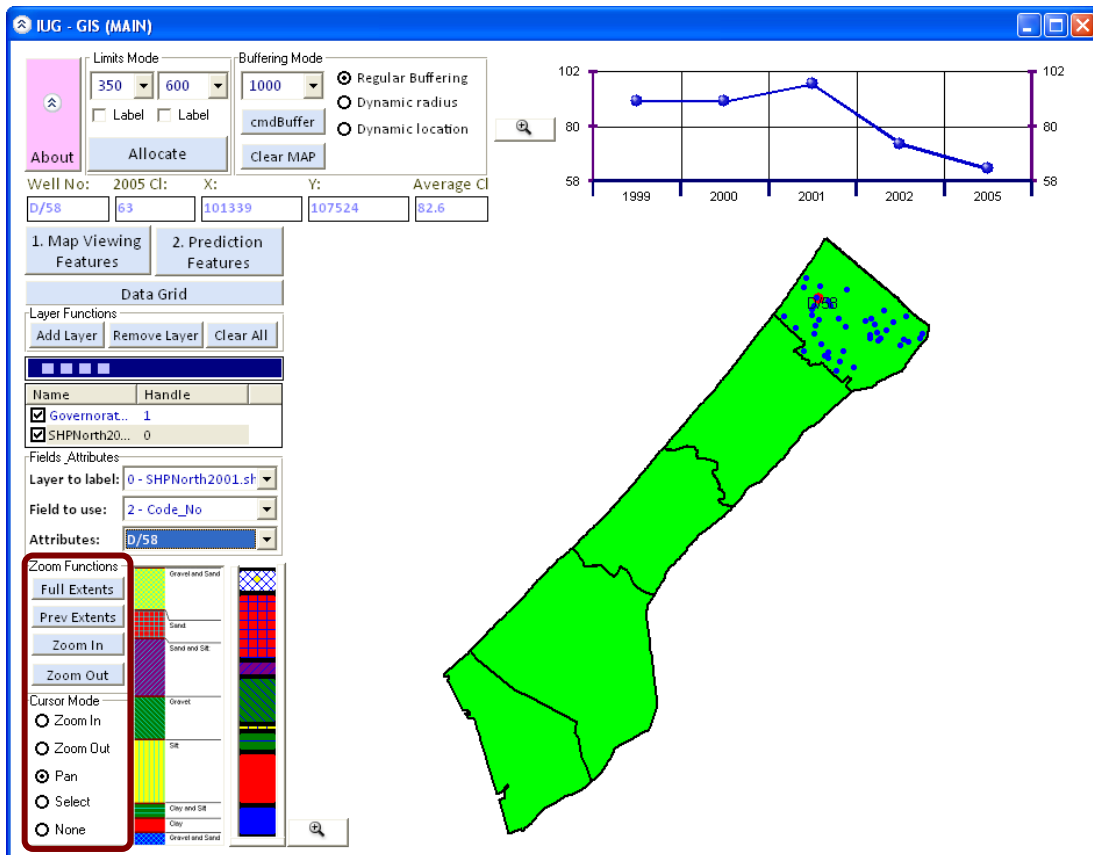 IUG - GIS (MAIN)
Limits Mode
350 600
Label Label
Allocate
About
Buffering Mode
1000
cmdBuffer
Clear MAP
Regular Buffering
Dynamic radius
Dynamic location
102 102
80 80
58 58
1999 2000 2001 2002 2005
Well No: 2005 Cl: X: Y: Average Cl
D/58 63 101339 107524 82.6
1. Map Viewing
Features
2. Prediction
Features
Data Grid
Layer Functions
Add Layer Remove Layer Clear All
Name Handle
Governorat... 1
SHPNorth20... 0
Fields_Attributes
Layer to label: 0 - SHPNorth2001.sh
Field to use: 2 - Code_No
Attributes: D/58
Zoom Functions
Full Extents
Prev Extents
Zoom In
Zoom Out
Cursor Mode
Zoom In
Zoom Out
Pan
Select
None
Gravel and Sand
Sand
Sand and Silt
Gravel
Silt
Clay and Silt
Clay
Gravel and Sand
D/58